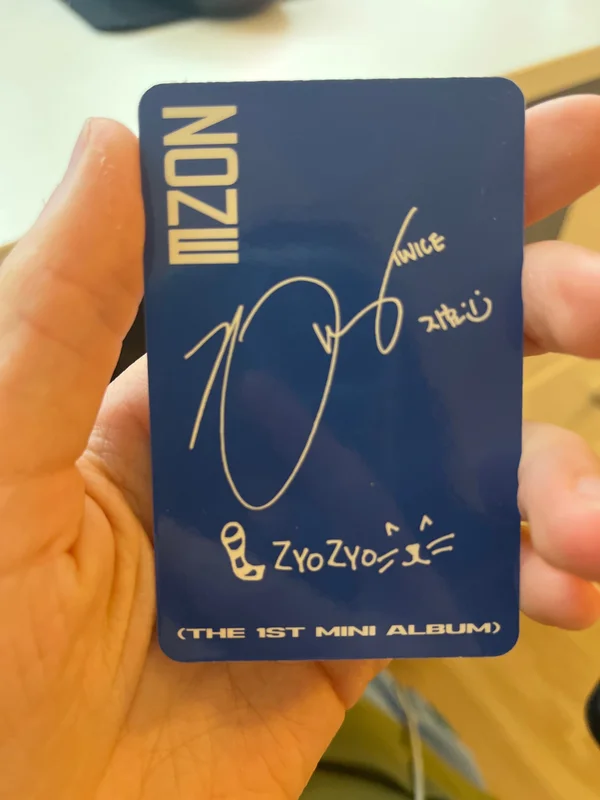 ZONE
TWICE
지효
ZYOZYO
(THE 1ST MINI ALBUM)